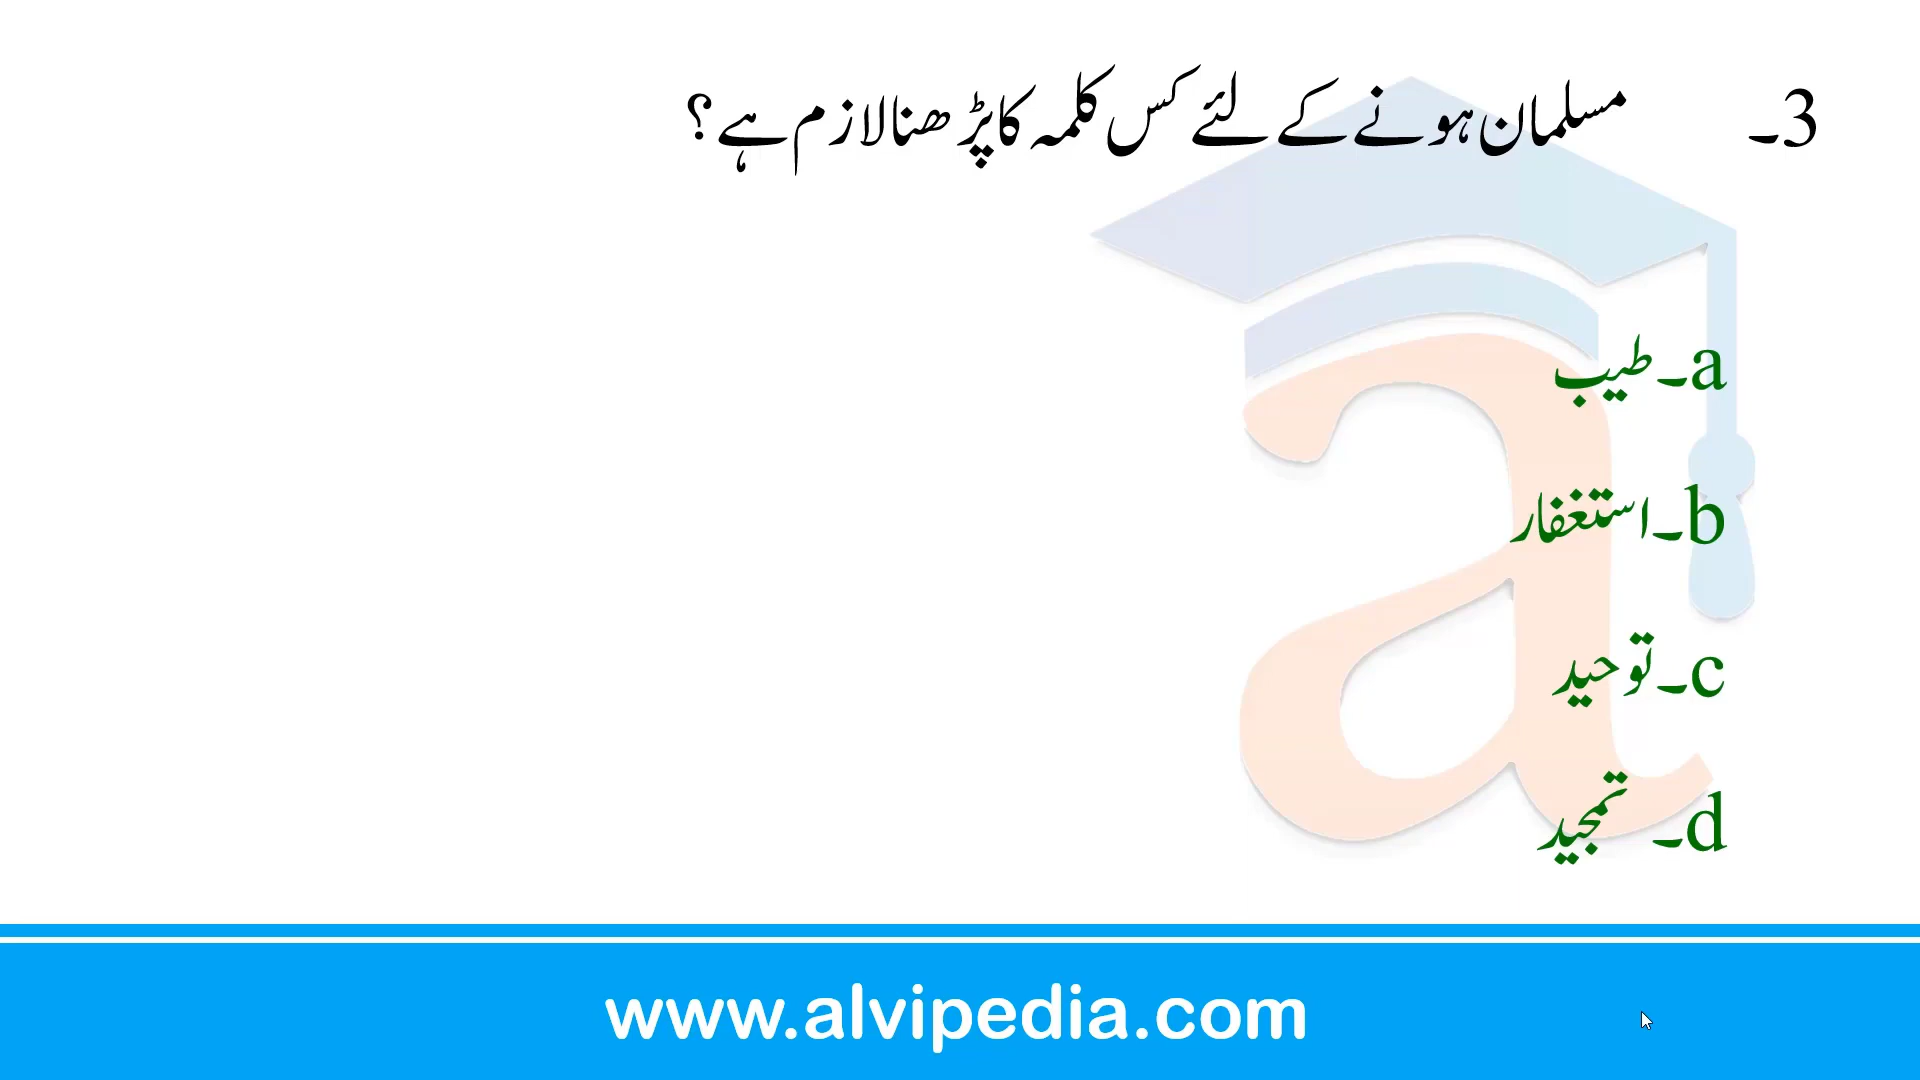 3۔ مسلمان ہونے کے لئے کس کلمہ کا پڑھنا لازم ہے؟
a۔ طیب
b۔ استغفار
c۔ توحید
d۔ تمجید
www.alvipedia.com